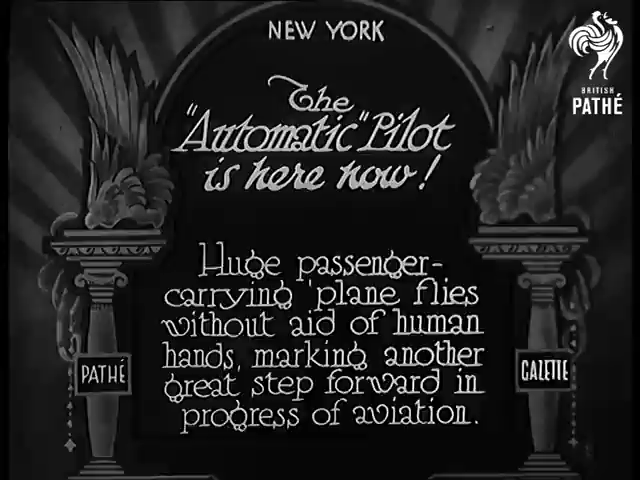 NEW YORK
The
"Automatic" Pilot
is here now!
Huge passenger-
carrying 'plane flies
without aid of human
hands, marking another
great step forward in
progress of aviation.
PATHÉ
GAZETTE
BRITISH
PATHÉ